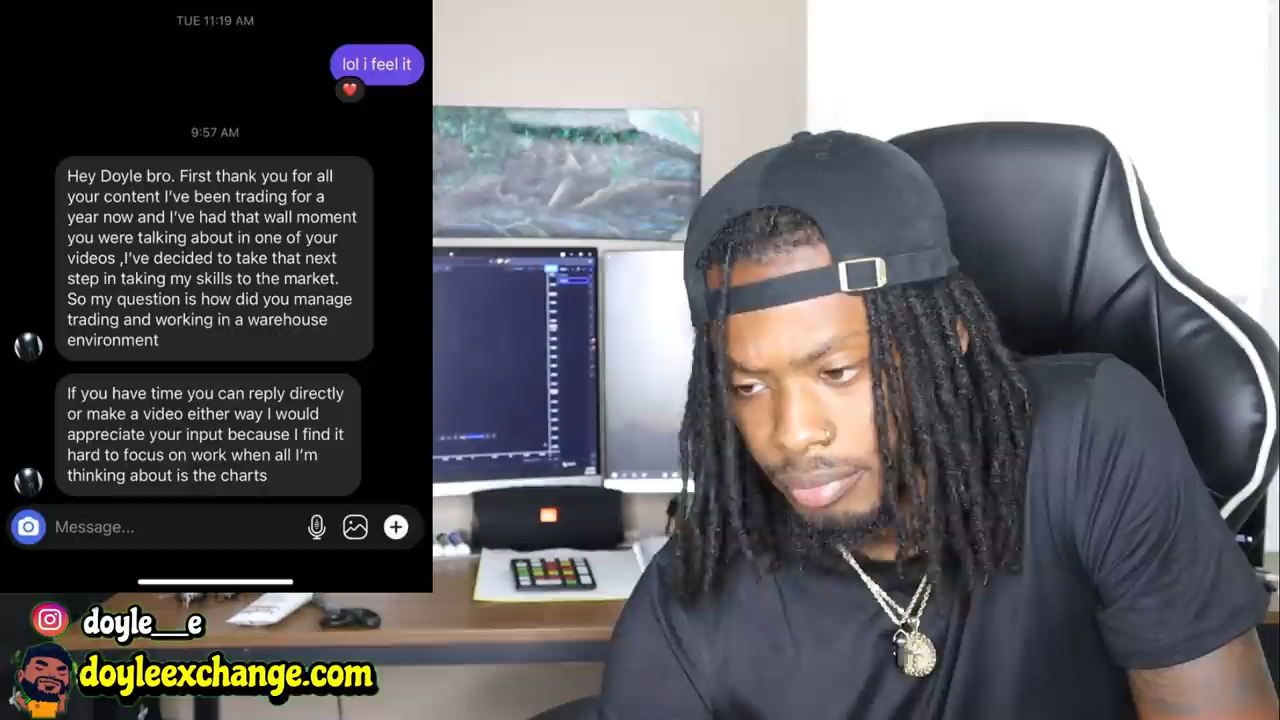 TUE 11:19 AM
lol i feel it
9:57 AM
Hey Doyle bro. First thank you for all
your content I've been trading for a
year now and I've had that wall moment
you were talking about in one of your
videos ,I've decided to take that next
step in taking my skills to the market.
So my question is how did you manage
trading and working in a warehouse
environment
If you have time you can reply directly
or make a video either way I would
appreciate your input because I find it
hard to focus on work when all I'm
thinking about is the charts
Message...
doyle__e
doyleexchange.com